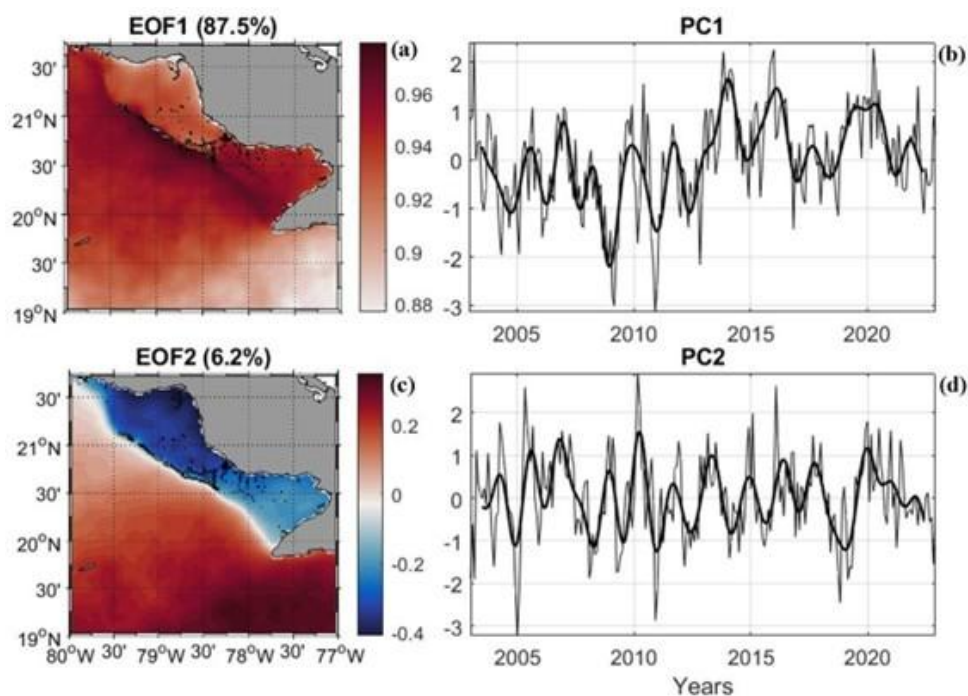 EOF1 (87.5%)
(a)
30'
21°N
30'
20°N
30'
19°N
0.96
0.94
0.92
0.9
0.88
PC1
(b)
2
1
0
-1
-2
-3
2005
2010
2015
2020
EOF2 (6.2%)
(c)
30'
21°N
30'
20°N
30'
19°N
80°W 30' 79°W 30' 78°W 30' 77°W
0.2
0
-0.2
-0.4
PC2
(d)
2
1
0
-1
-2
-3
2005
2010
2015
2020
Years